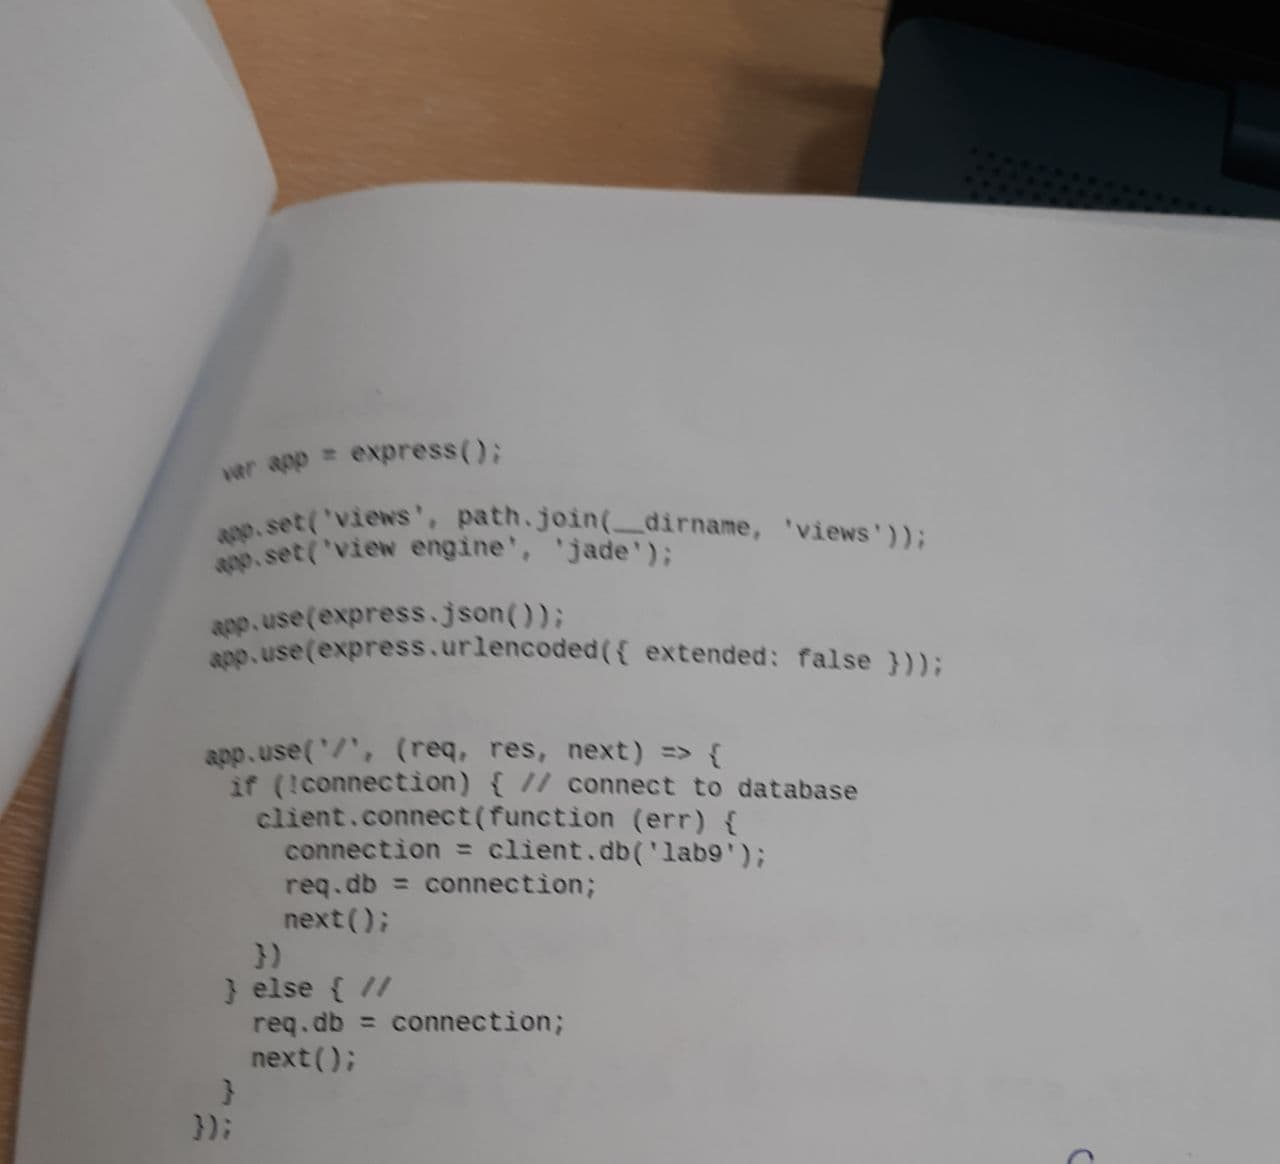 var app = express();
app.set('views', path.join(__dirname, 'views'));
app.set('view engine', 'jade');
app.use(express.json());
app.use(express.urlencoded({ extended: false }));
app.use('/', (req, res, next) => {
if (!connection) { // connect to database
client.connect(function (err) {
connection = client.db('lab9');
req.db = connection;
next();
})
} else { //
req.db = connection;
next();
}
});